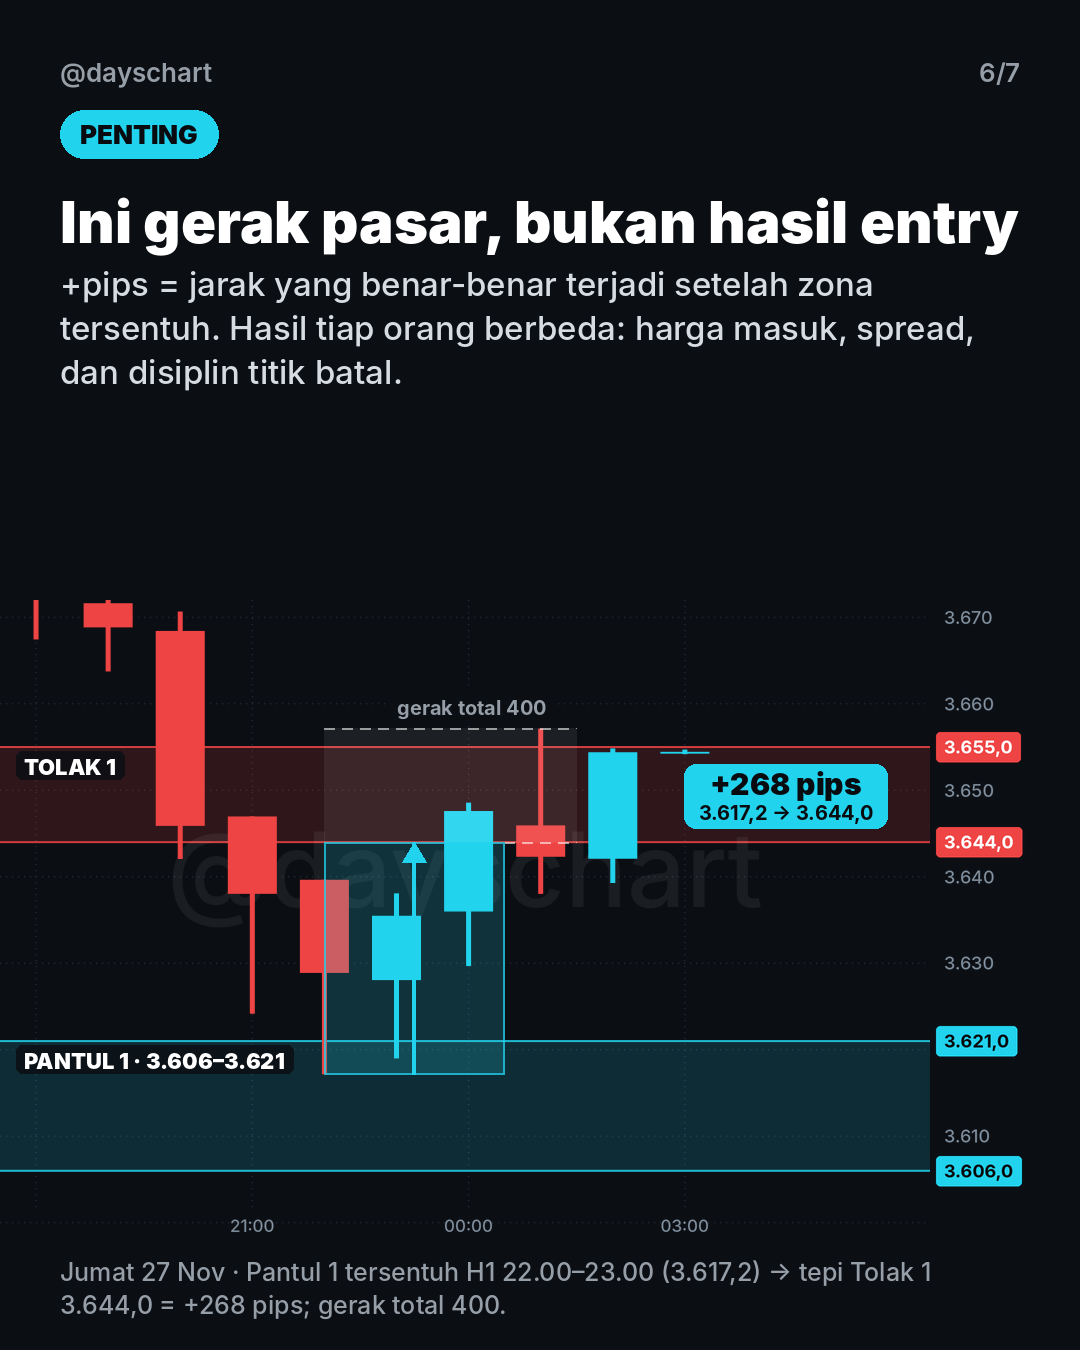 @dayschart
6/7
PENTING
Ini gerak pasar, bukan hasil entry
+pips = jarak yang benar-benar terjadi setelah zona
tersentuh. Hasil tiap orang berbeda: harga masuk, spread,
dan disiplin titik batal.
3.670
3.660
gerak total 400
3.655,0
TOLAK 1
+268 pips
3.617,2 → 3.644,0
3.650
3.644,0
@dayschart
3.640
3.630
3.621,0
PANTUL 1 · 3.606–3.621
3.610
3.606,0
21:00
00:00
03:00
Jumat 27 Nov · Pantul 1 tersentuh H1 22.00–23.00 (3.617,2) → tepi Tolak 1
3.644,0 = +268 pips; gerak total 400.